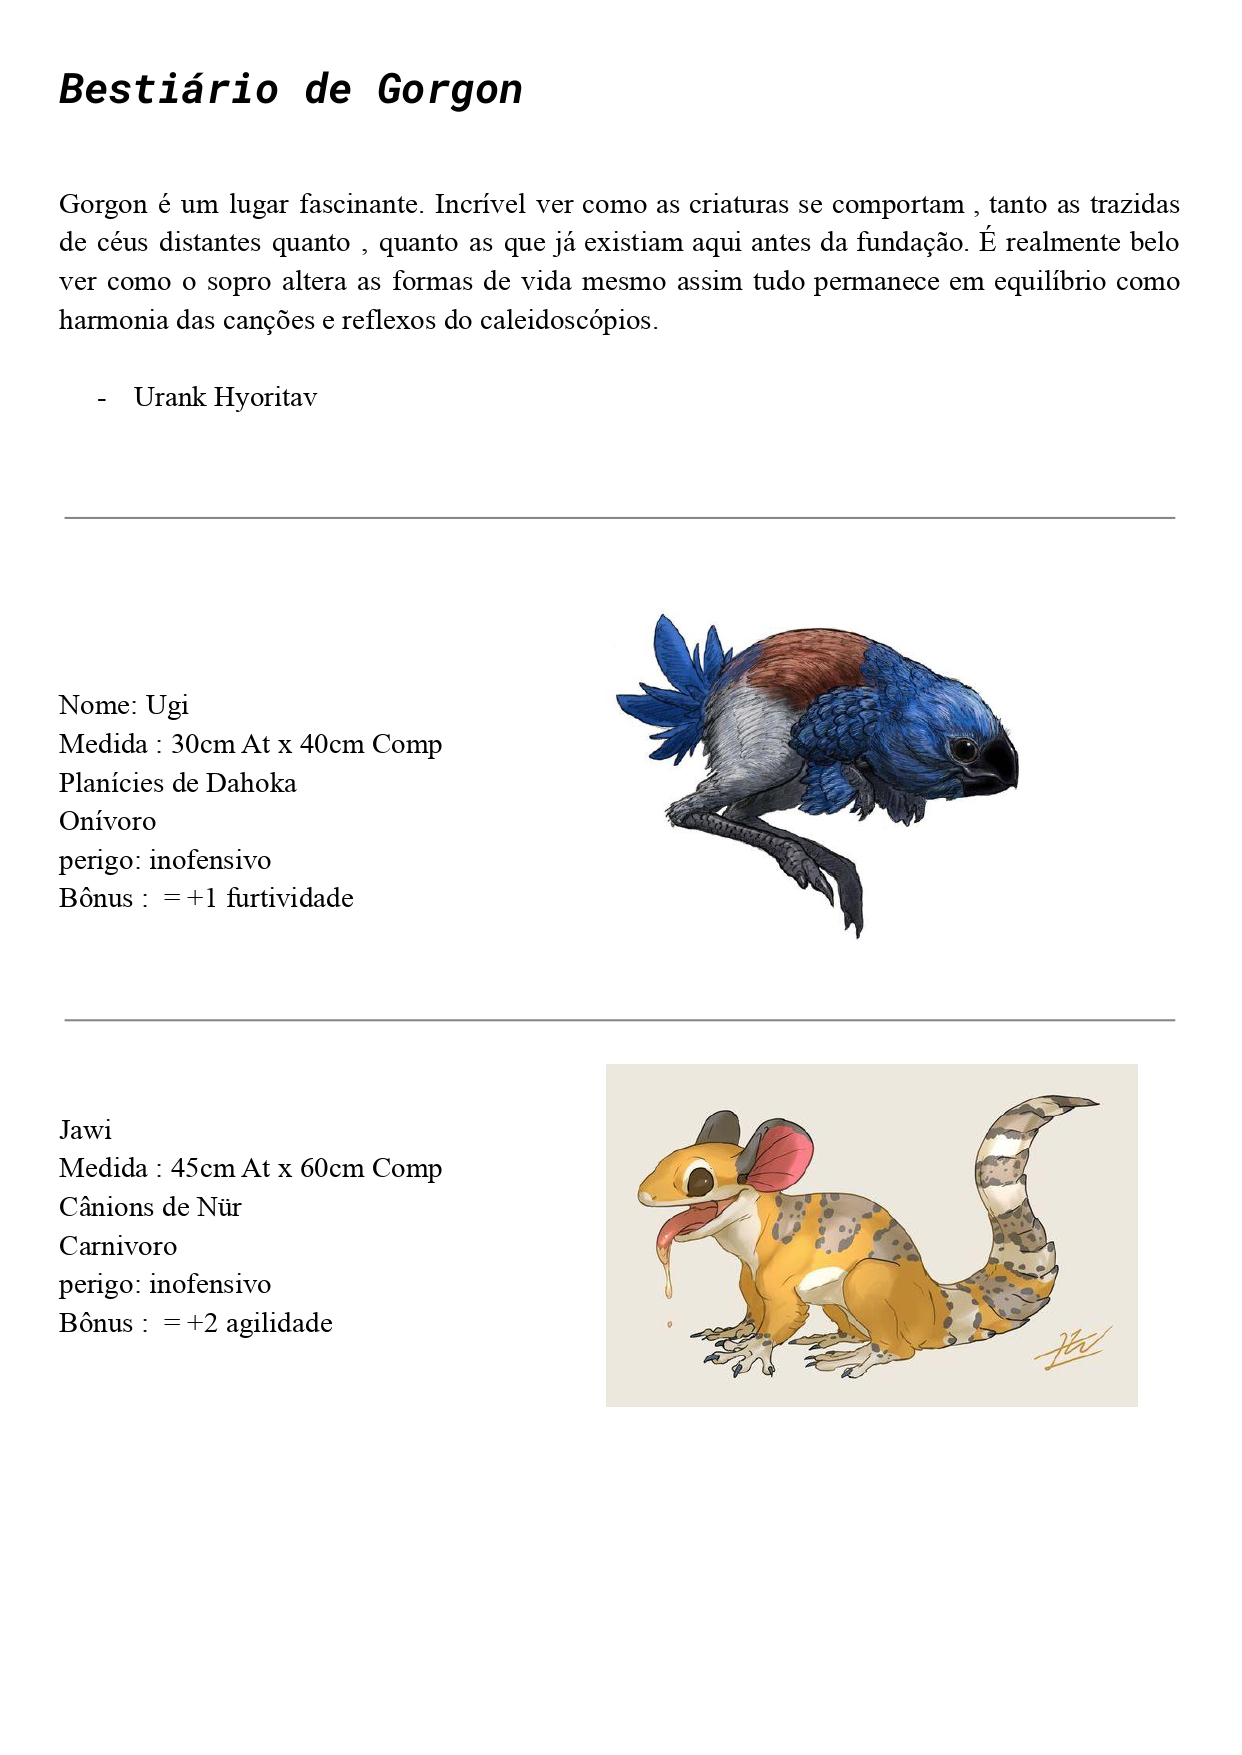 Bestiário de Gorgon
Gorgon é um lugar fascinante. Incrível ver como as criaturas se comportam , tanto as trazidas
de céus distantes quanto , quanto as que já existiam aqui antes da fundação. É realmente belo
ver como o sopro altera as formas de vida mesmo assim tudo permanece em equilíbrio como
harmonia das canções e reflexos do caleidoscópios.
- Urank Hyoritav
Nome: Ugi
Medida : 30cm At x 40cm Comp
Planícies de Dahoka
Onívoro
perigo: inofensivo
Bônus :  = +1 furtividade
Jawi
Medida : 45cm At x 60cm Comp
Cânions de Nür
Carnivoro
perigo: inofensivo
Bônus :  = +2 agilidade